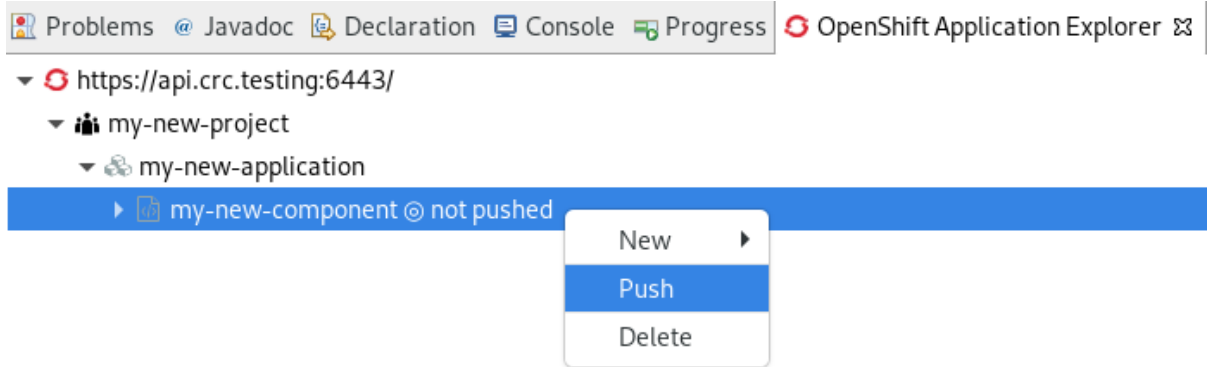 Problems @ Javadoc Declaration Console Progress OpenShift Application Explorer
https://api.crc.testing:6443/
my-new-project
my-new-application
my-new-component ◎ not pushed
New
Push
Delete